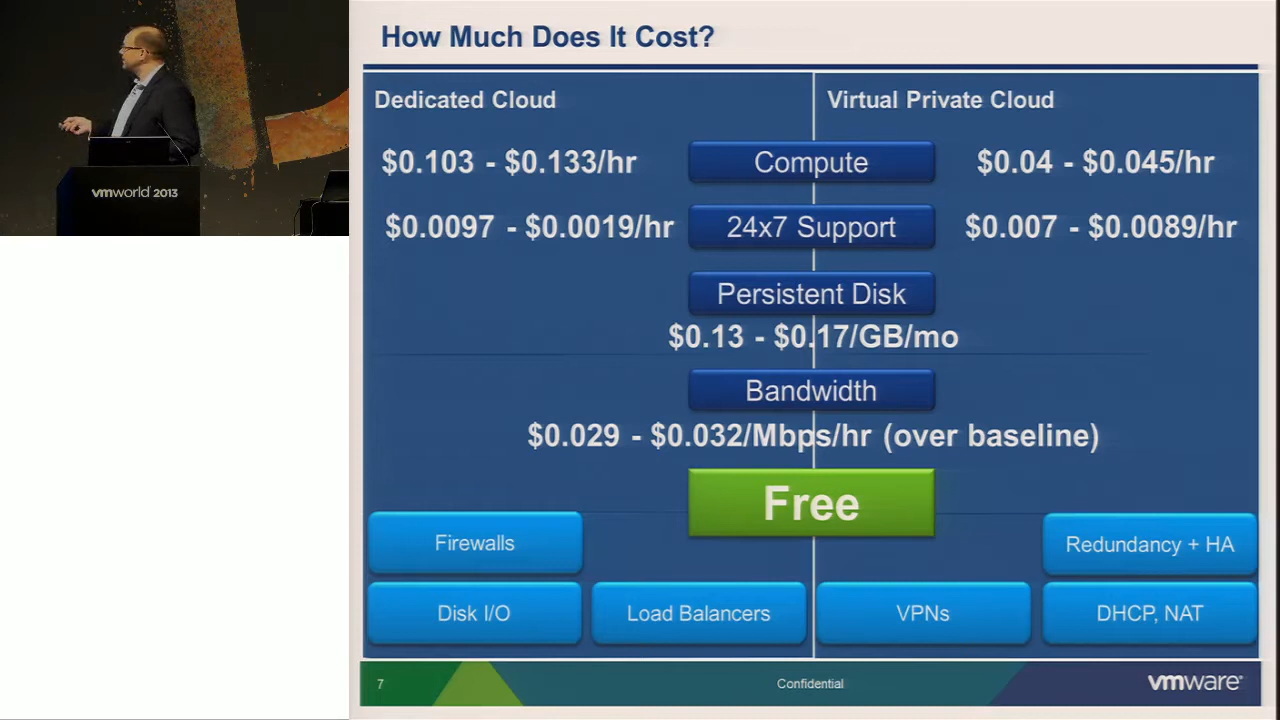 vmworld 2013
How Much Does It Cost?
Dedicated Cloud
Virtual Private Cloud
$0.103 - $0.133/hr
Compute
$0.04 - $0.045/hr
$0.0097 - $0.0019/hr
24x7 Support
$0.007 - $0.0089/hr
Persistent Disk
$0.13 - $0.17/GB/mo
Bandwidth
$0.029 - $0.032/Mbps/hr (over baseline)
Free
Firewalls
Redundancy + HA
Disk I/O
Load Balancers
VPNs
DHCP, NAT
7
Confidential
vmware